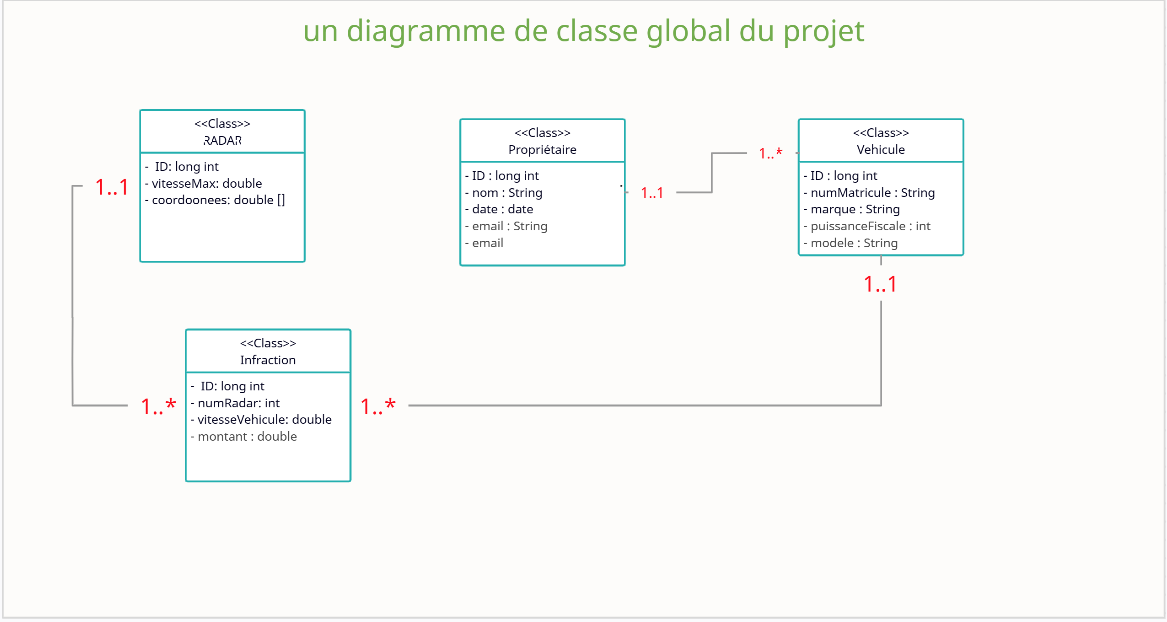 un diagramme de classe global du projet
<<Class>>
RADAR
- ID: long int
- vitesseMax: double
- coordoonees: double []
1..1
<<Class>>
Propriétaire
- ID : long int
- nom : String
- date : date
- email : String
- email
1..1
1..*
<<Class>>
Vehicule
- ID : long int
- numMatricule : String
- marque : String
- puissanceFiscale : int
- modele : String
1..1
<<Class>>
Infraction
- ID: long int
- numRadar: int
- vitesseVehicule: double
- montant : double
1..*
1..*